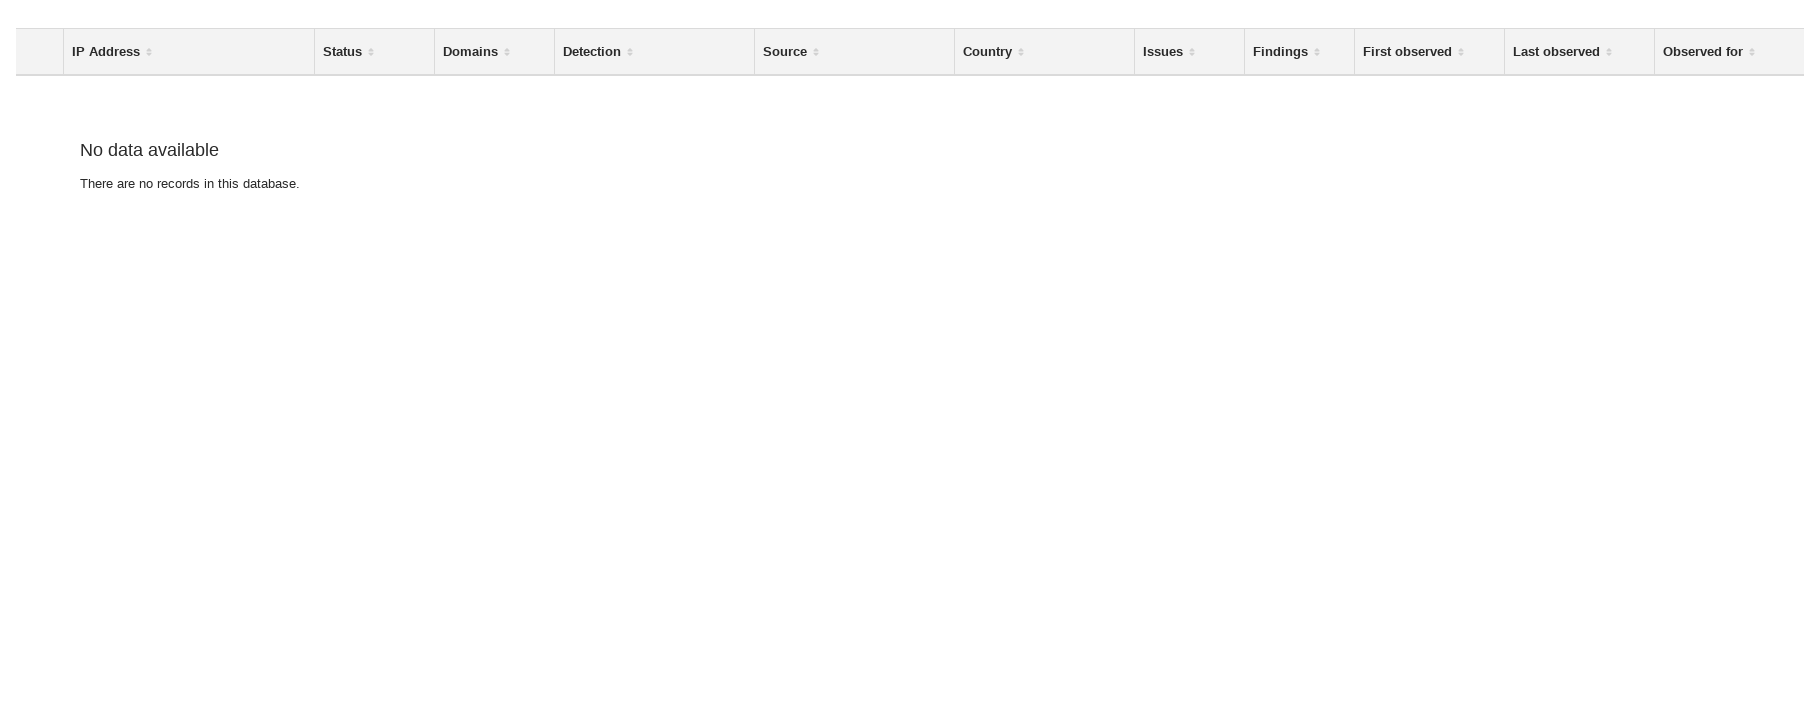 IP Address Status Domains Detection Source Country Issues Findings First observed Last observed Observed for
No data available
There are no records in this database.